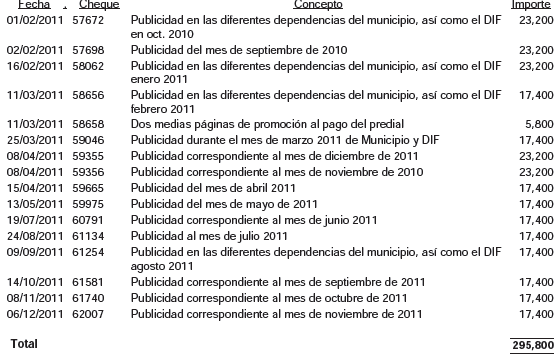 Fecha . Cheque Concepto Importe
01/02/2011 57672 Publicidad en las diferentes dependencias del municipio, así como el DIF 23,200
en oct. 2010
02/02/2011 57698 Publicidad del mes de septiembre de 2010 23,200
16/02/2011 58062 Publicidad en las diferentes dependencias del municipio, así como el DIF 23,200
enero 2011
11/03/2011 58656 Publicidad en las diferentes dependencias del municipio, así como el DIF 17,400
febrero 2011
11/03/2011 58658 Dos medias páginas de promoción al pago del predial 5,800
25/03/2011 59046 Publicidad durante el mes de marzo 2011 de Municipio y DIF 17,400
08/04/2011 59355 Publicidad correspondiente al mes de diciembre de 2011 23,200
08/04/2011 59356 Publicidad correspondiente al mes de noviembre de 2010 23,200
15/04/2011 59665 Publicidad del mes de abril 2011 17,400
13/05/2011 59975 Publicidad del mes de mayo de 2011 17,400
19/07/2011 60791 Publicidad correspondiente al mes de junio 2011 17,400
24/08/2011 61134 Publicidad al mes de julio 2011 17,400
09/09/2011 61254 Publicidad en las diferentes dependencias del municipio, así como el DIF 17,400
agosto 2011
14/10/2011 61581 Publicidad correspondiente al mes de septiembre de 2011 17,400
08/11/2011 61740 Publicidad correspondiente al mes de octubre de 2011 17,400
06/12/2011 62007 Publicidad correspondiente al mes de noviembre de 2011 17,400
Total 295,800